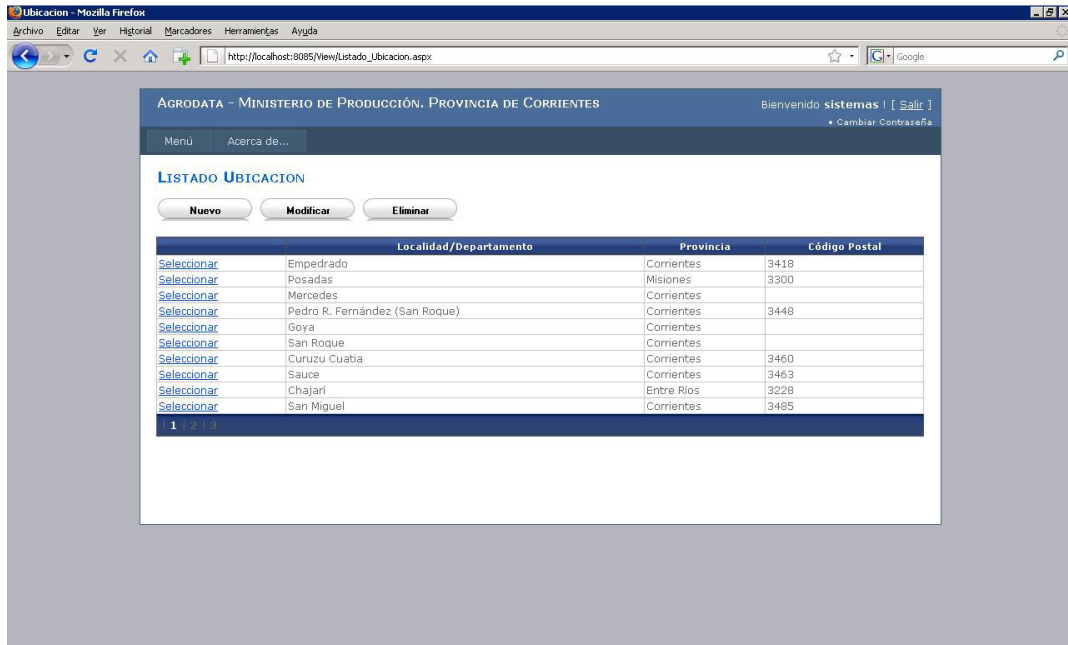 Ubicacion - Mozilla Firefox
Archivo Editar Ver Historial Marcadores Herramientas Ayuda
http://localhost:8085/View/Listado_Ubicacion.aspx G Google
AGRODATA - MINISTERIO DE PRODUCCIÓN. PROVINCIA DE CORRIENTES Bienvenido sistemas ! [ Salir ]
• Cambiar Contraseña
Menú Acerca de...
LISTADO UBICACION
Nuevo Modificar Eliminar
Localidad/Departamento Provincia Código Postal
Seleccionar Empedrado Corrientes 3418
Seleccionar Posadas Misiones 3300
Seleccionar Mercedes Corrientes
Seleccionar Pedro R. Fernández (San Roque) Corrientes 3448
Seleccionar Goya Corrientes
Seleccionar San Roque Corrientes
Seleccionar Curuzu Cuatia Corrientes 3460
Seleccionar Sauce Corrientes 3463
Seleccionar Chajarí Entre Ríos 3228
Seleccionar San Miguel Corrientes 3485
| 1 | 2 | 3